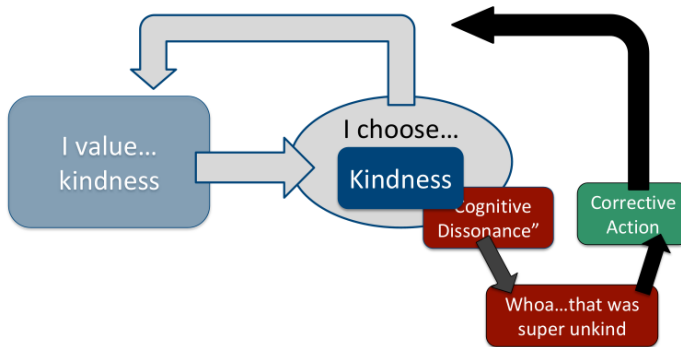 I value…
kindness
I choose…
Kindness
Cognitive
Dissonance”
Whoa…that was
super unkind
Corrective
Action